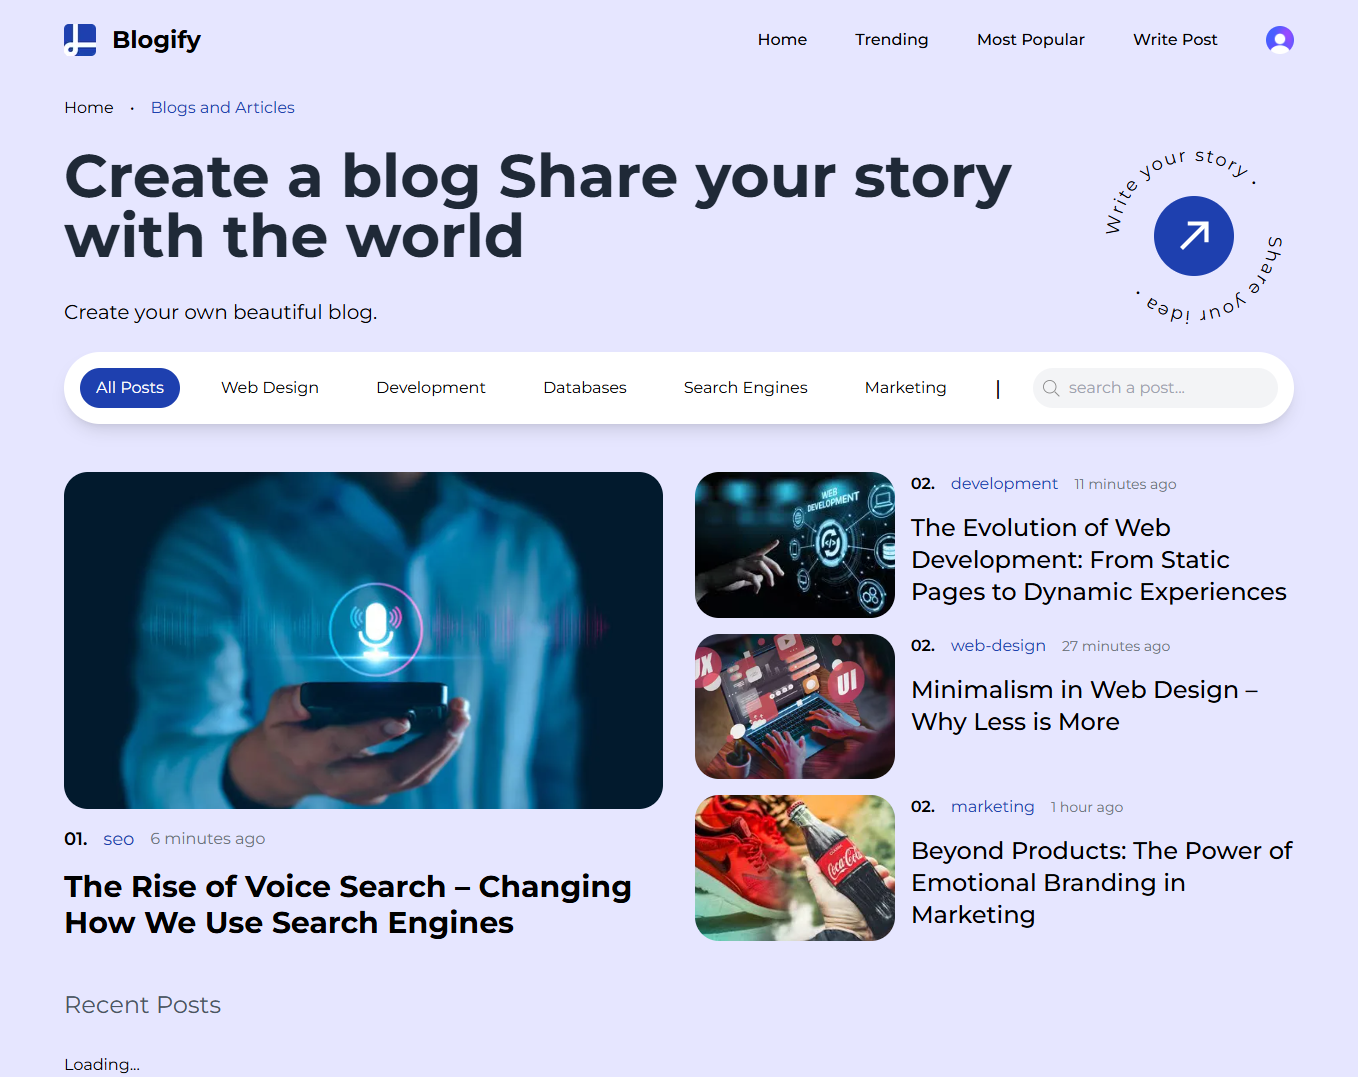 Blogify
Home
Trending
Most Popular
Write Post
Home • Blogs and Articles
Create a blog Share your story
with the world
Write your story •
Share your idea •
Create your own beautiful blog.
All Posts
Web Design
Development
Databases
Search Engines
Marketing
|
search a post...
01. seo 6 minutes ago
The Rise of Voice Search – Changing
How We Use Search Engines
WEB
DEVELOPMENT
02. development 11 minutes ago
The Evolution of Web
Development: From Static
Pages to Dynamic Experiences
UX
UI
02. web-design 27 minutes ago
Minimalism in Web Design –
Why Less is More
Coca-Cola
02. marketing 1 hour ago
Beyond Products: The Power of
Emotional Branding in
Marketing
Recent Posts
Loading...